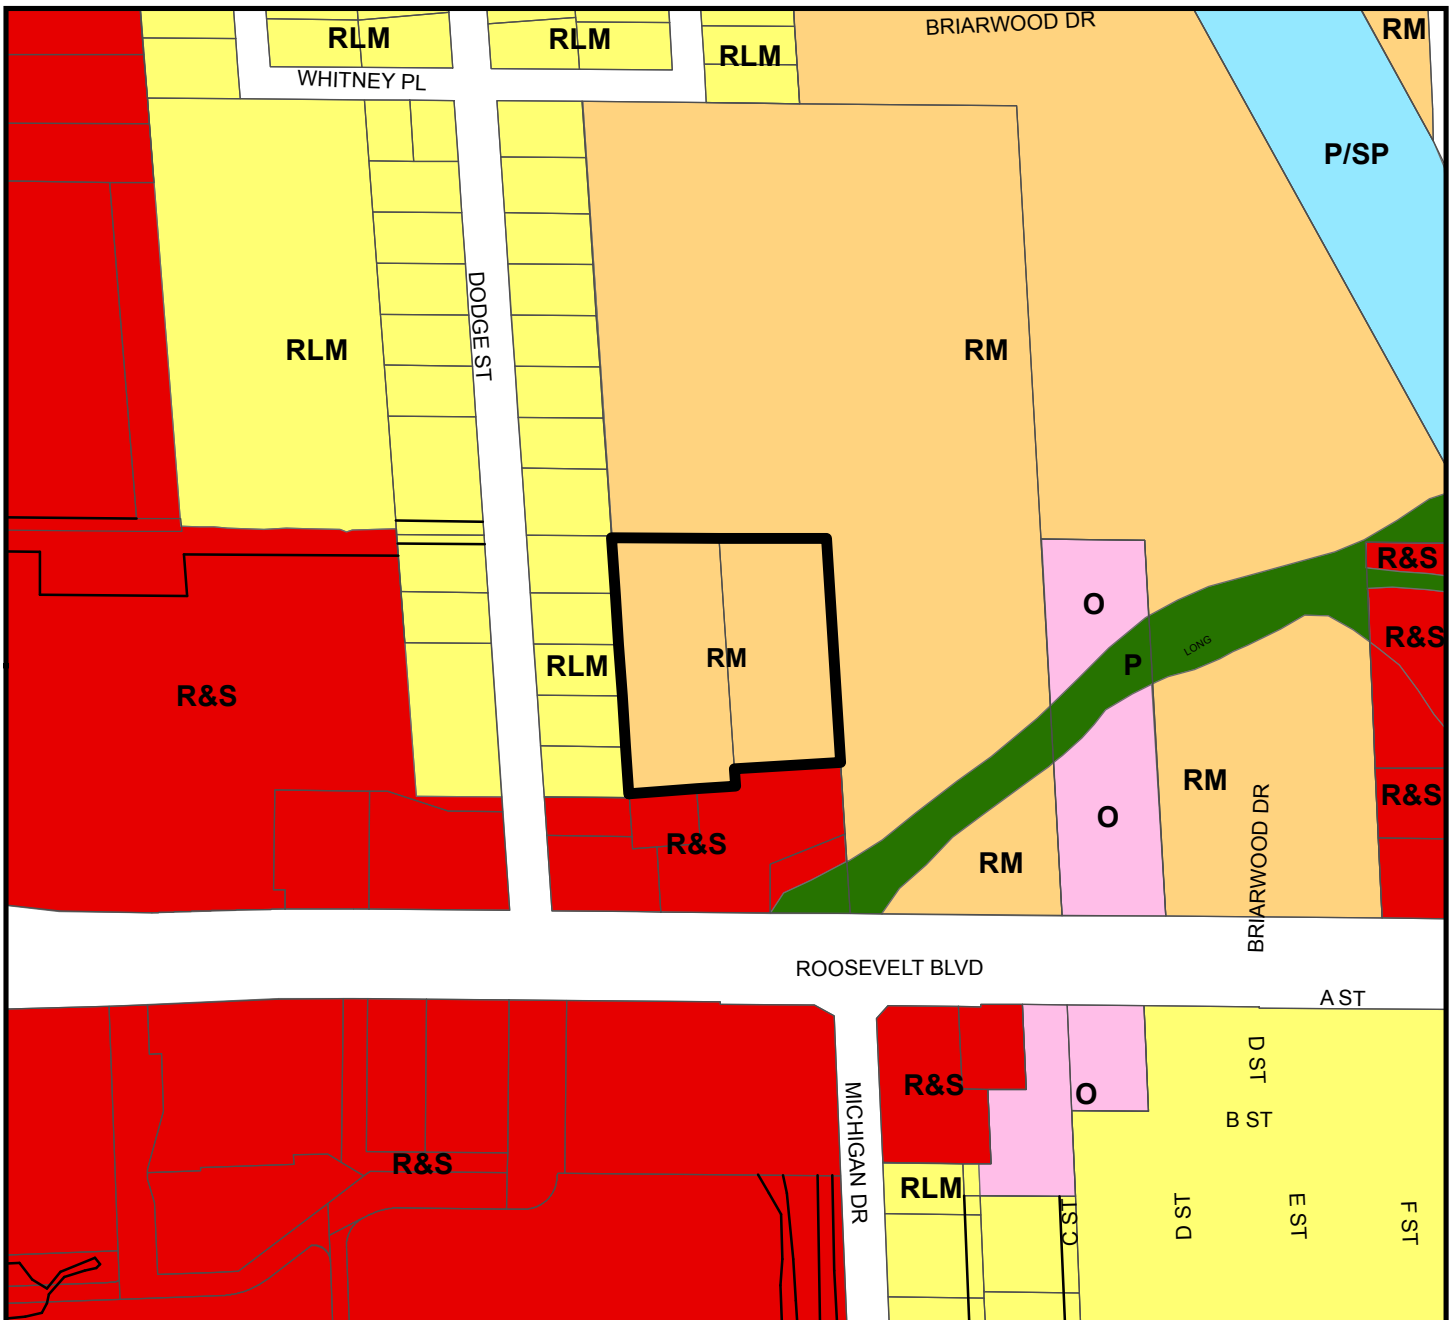 BRIARWOOD DR
RM
RLM
RLM
RLM
WHITNEY PL
P/SP
DODGE ST
RLM
RM
R&S
O
R&S
P
LONG
RLM
RM
R&S
RM
R&S
O
BRIARWOOD DR
R&S
RM
ROOSEVELT BLVD
A ST
D ST
R&S
O
B ST
MICHIGAN DR
R&S
RLM
C ST
D ST
E ST
F ST